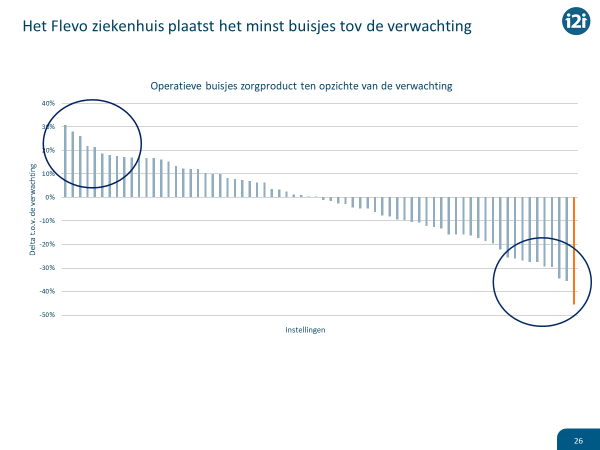 Het Flevo ziekenhuis plaatst het minst buisjes tov de verwachting
i2i
Operatieve buisjes zorgproduct ten opzichte van de verwachting
40%
30%
20%
10%
0%
-10%
-20%
-30%
-40%
-50%
Delta t.o.v. de verwachting
Instellingen
26